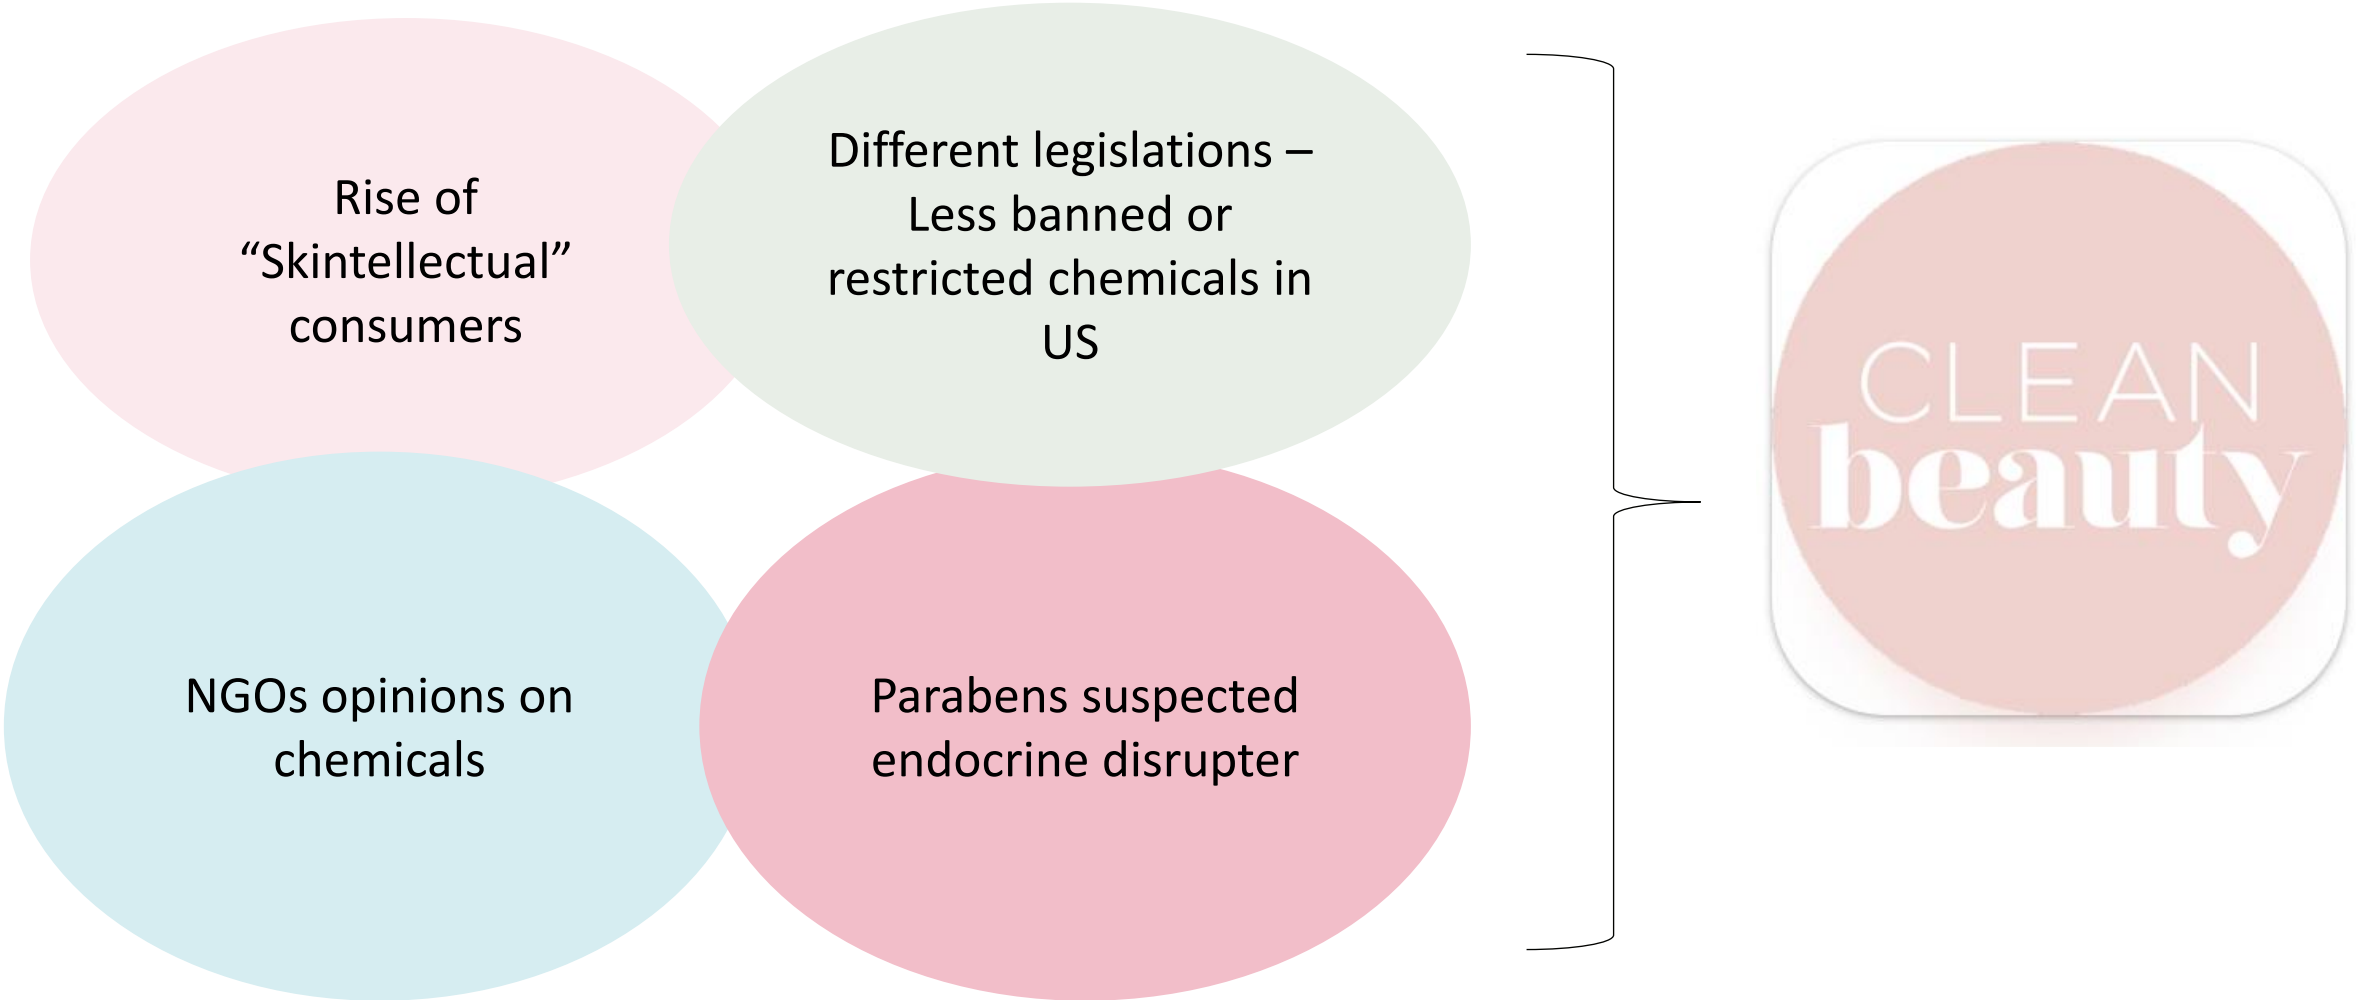 Rise of
“Skintellectual”
consumers
Different legislations –
Less banned or
restricted chemicals in
US
NGOs opinions on
chemicals
Parabens suspected
endocrine disrupter
CLEAN
beauty